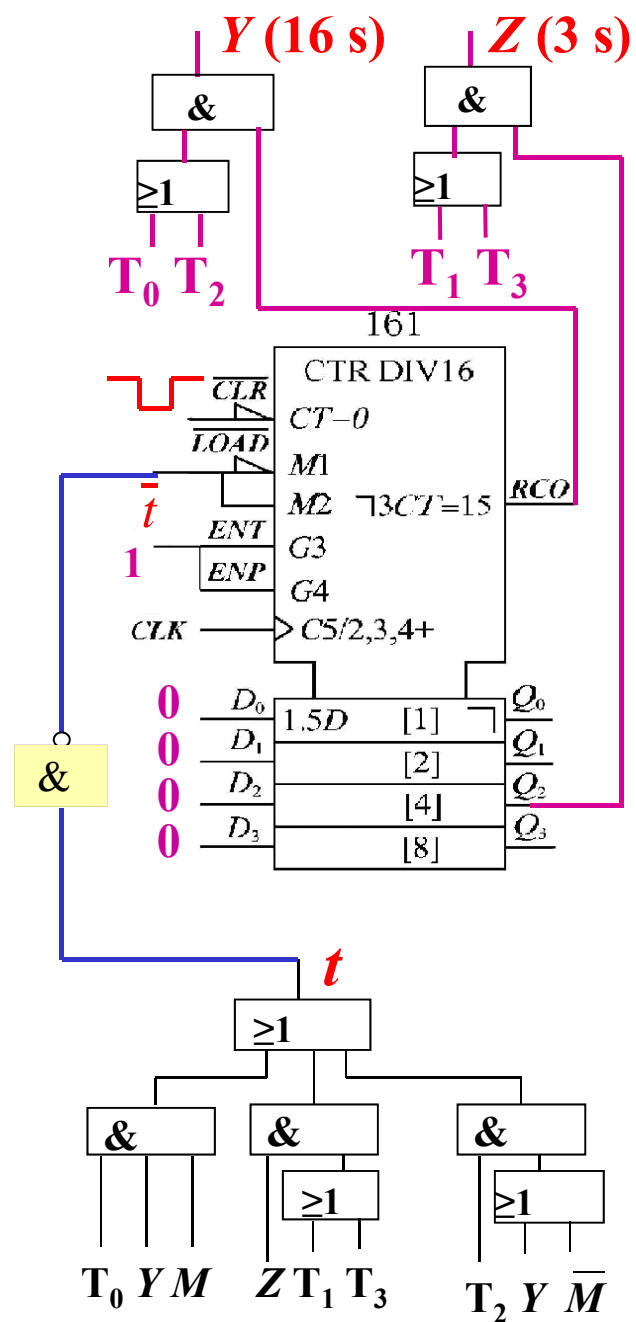 Y (16 s) Z (3 s)
& &
≥1 ≥1
T₀ T₂ T₁ T₃
161
CTR DIV16
C̅L̅R̅ CT−0
L̅O̅A̅D̅ M1
t̅ M2 ⅂3CT=15 RCO
1 ENT G3
ENP G4
CLK C5/2,3,4+
0 D₀ 1.5D [1] ⅂ Q₀
0 D₁ [2] Q₁
0 D₂ [4] Q₂
0 D₃ [8] Q₃
&
t
≥1
& & &
≥1 ≥1
T₀ Y M Z T₁ T₃ T₂ Y M̅